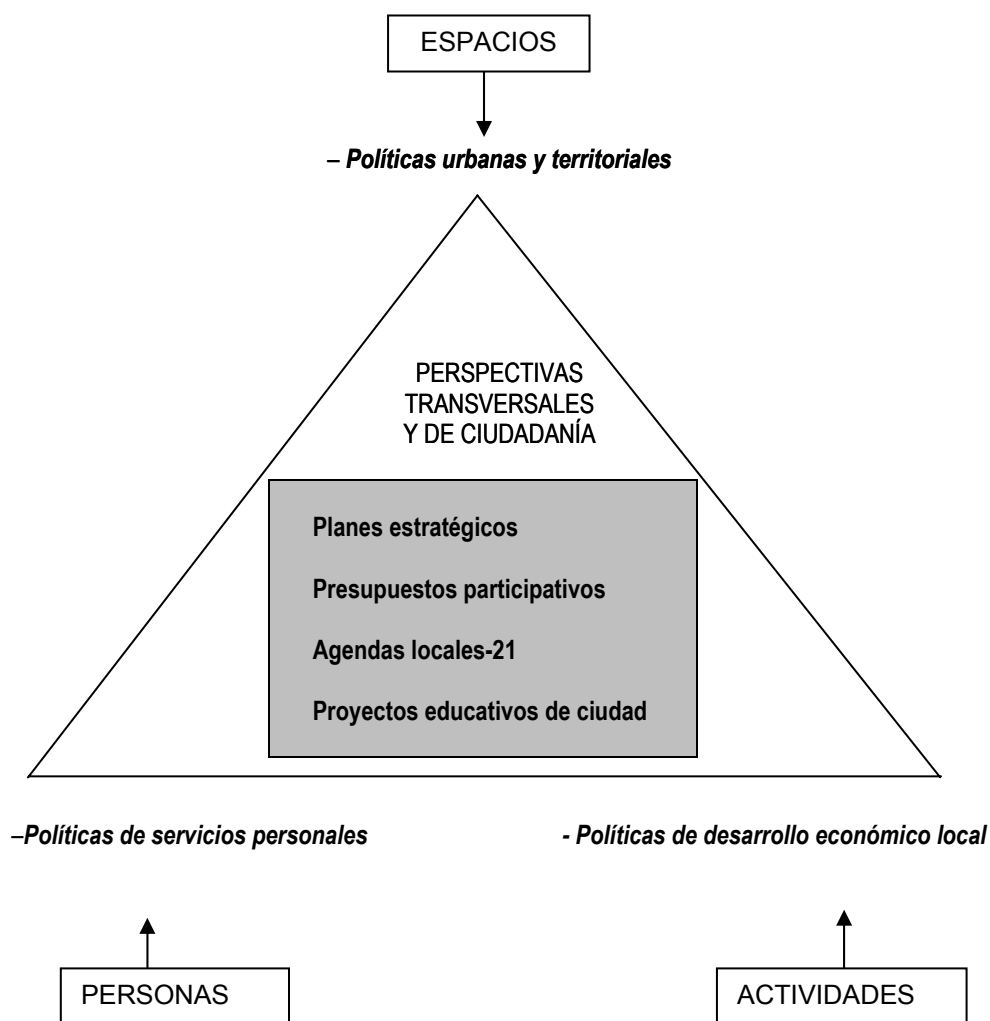 ESPACIOS
– Políticas urbanas y territoriales
PERSPECTIVAS
TRANSVERSALES
Y DE CIUDADANÍA
Planes estratégicos
Presupuestos participativos
Agendas locales-21
Proyectos educativos de ciudad
–Políticas de servicios personales
- Políticas de desarrollo económico local
PERSONAS
ACTIVIDADES